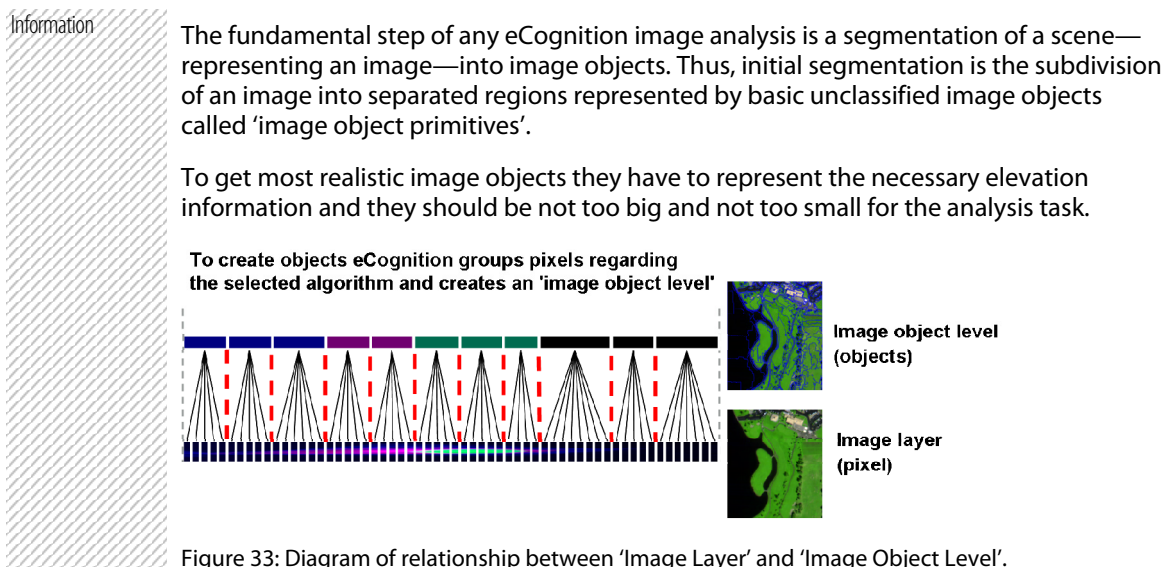 Information
The fundamental step of any eCognition image analysis is a segmentation of a scene—
representing an image—into image objects. Thus, initial segmentation is the subdivision
of an image into separated regions represented by basic unclassified image objects
called ‘image object primitives’.
To get most realistic image objects they have to represent the necessary elevation
information and they should be not too big and not too small for the analysis task.
To create objects eCognition groups pixels regarding
the selected algorithm and creates an 'image object level'
Image object level
(objects)
Image layer
(pixel)
Figure 33: Diagram of relationship between ‘Image Layer’ and ‘Image Object Level’.